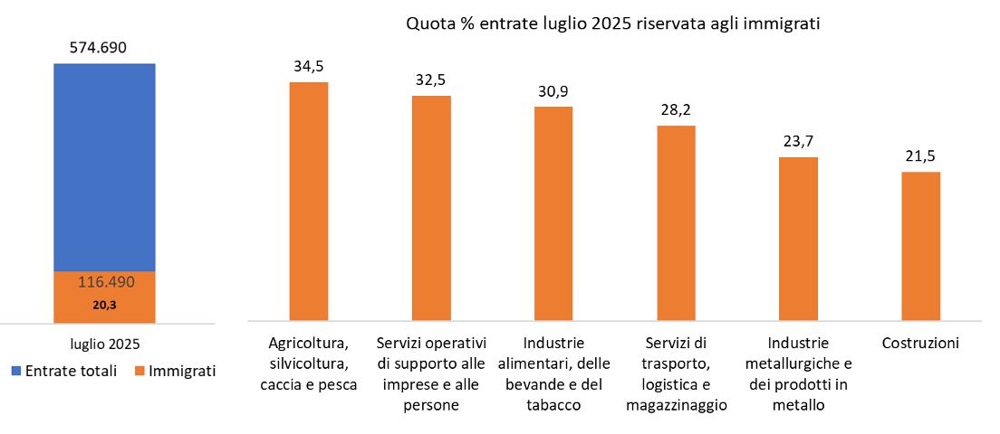 574.690
116.490
20,3
luglio 2025
Entrate totali
Immigrati
Quota % entrate luglio 2025 riservata agli immigrati
34,5
32,5
30,9
28,2
23,7
21,5
Agricoltura,
silvicoltura,
caccia e pesca
Servizi operativi
di supporto alle
imprese e alle
persone
Industrie
alimentari, delle
bevande e del
tabacco
Servizi di
trasporto,
logistica e
magazzinaggio
Industrie
metallurgiche e
dei prodotti in
metallo
Costruzioni